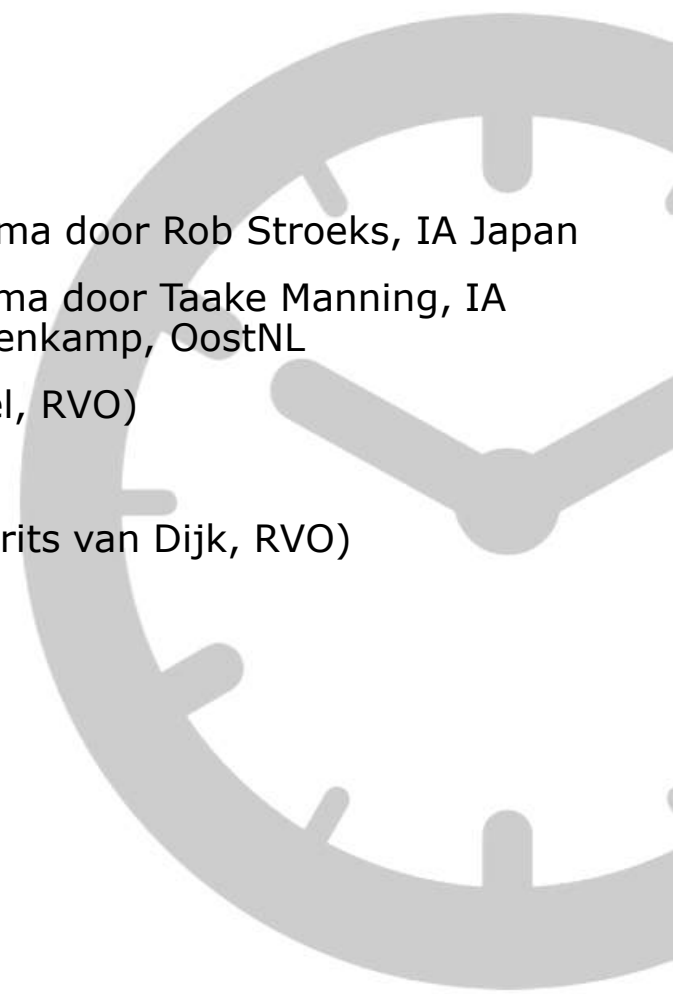 ma door Rob Stroeks, IA Japan
ma door Taake Manning, IA
enkamp, OostNL
el, RVO)
rits van Dijk, RVO)